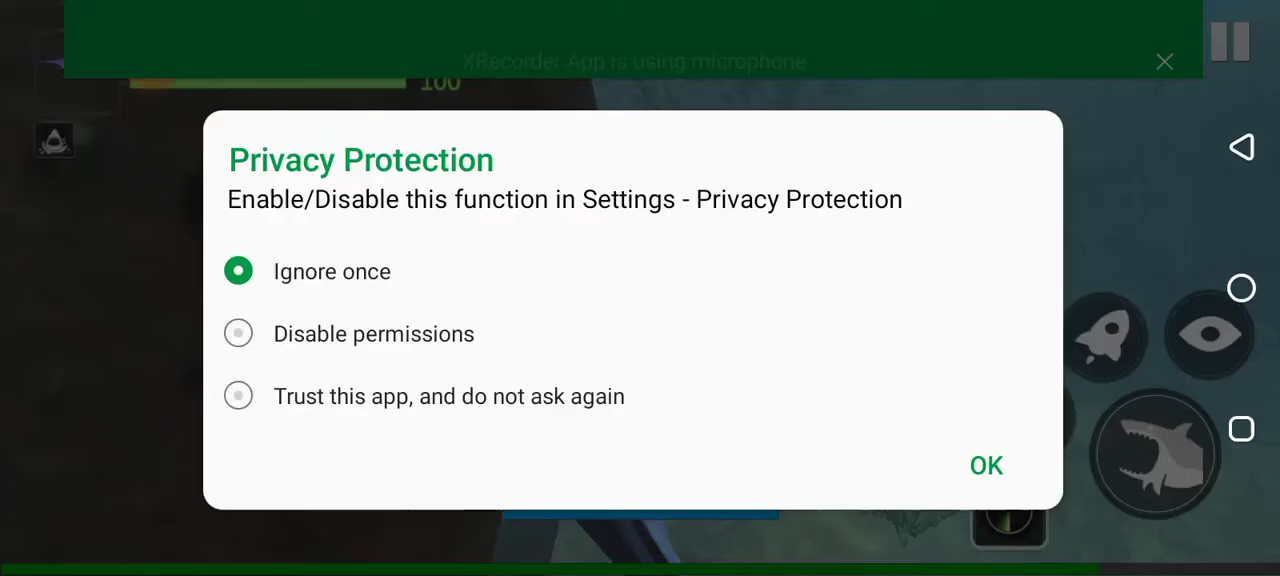 XRecorder App is using microphone
100
Privacy Protection
Enable/Disable this function in Settings - Privacy Protection
Ignore once
Disable permissions
Trust this app, and do not ask again
OK